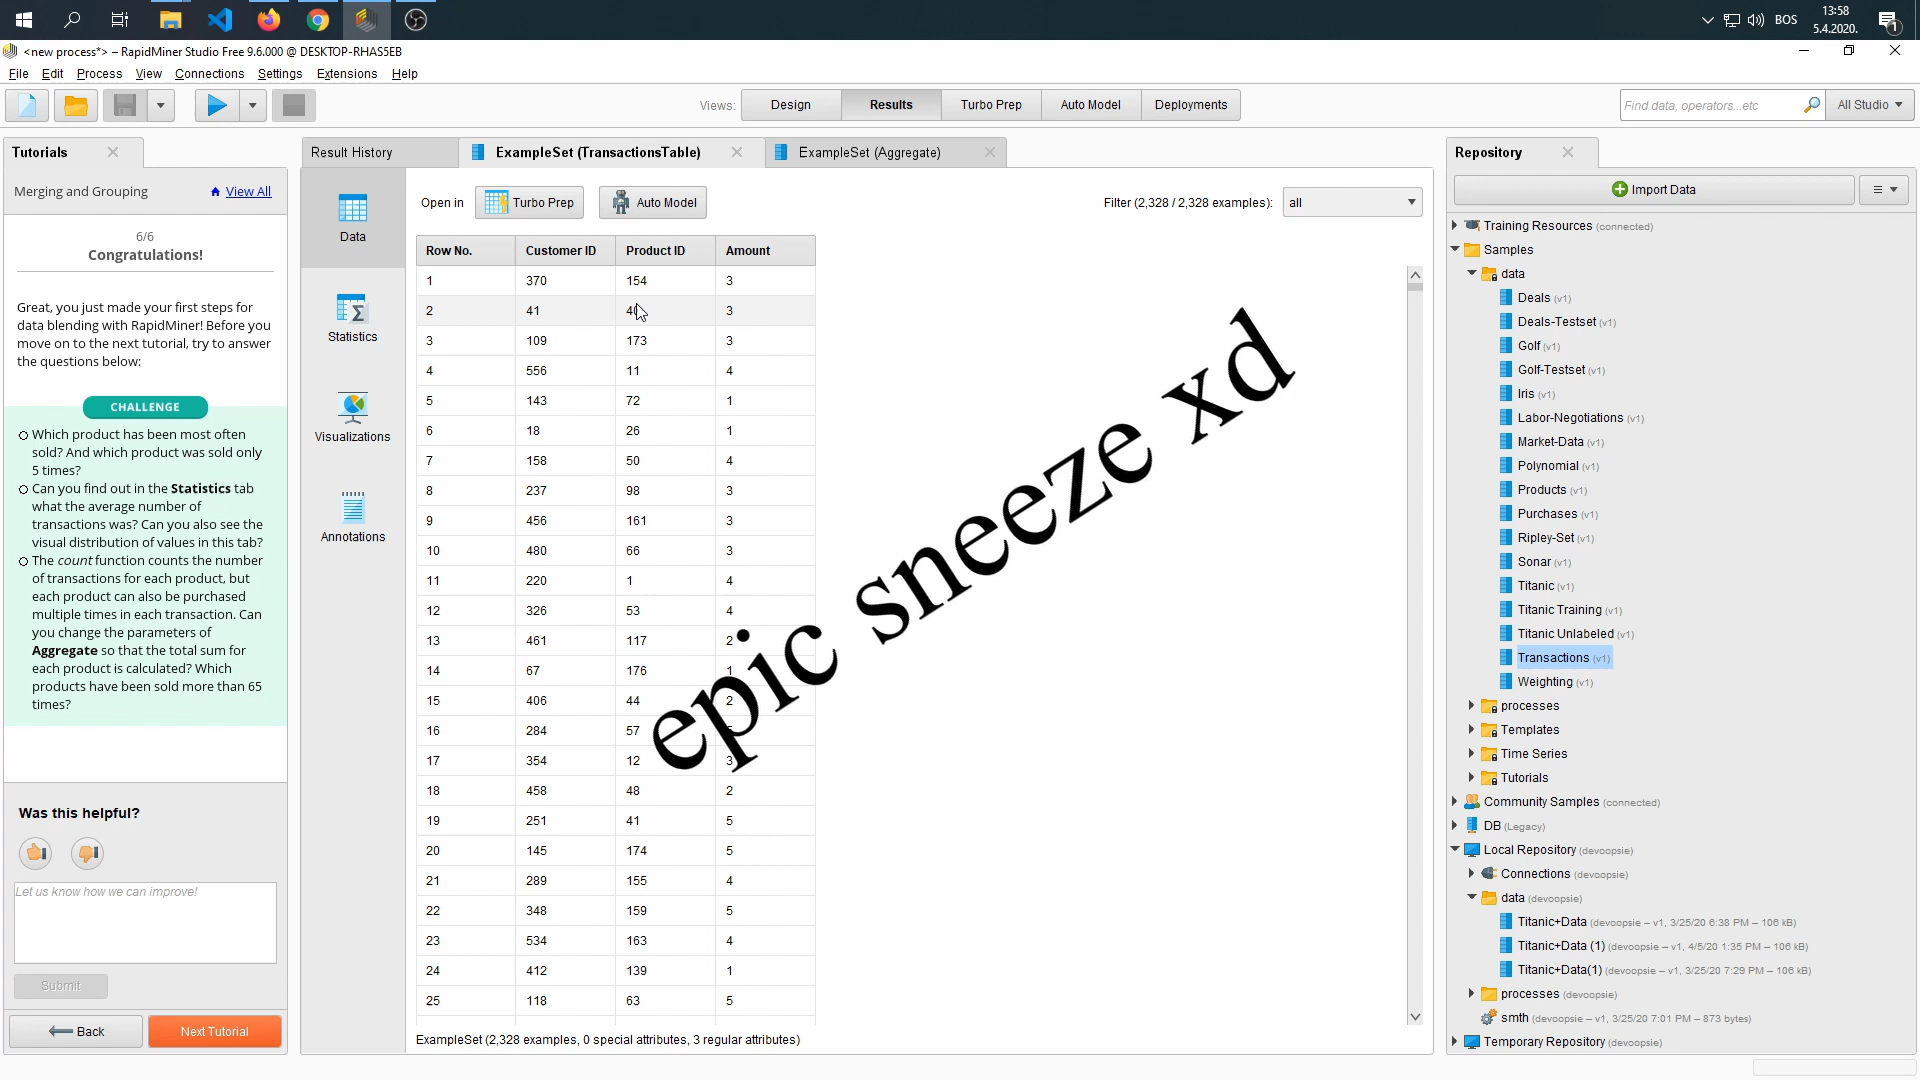 BOS
13:58
5.4.2020.
1
<new process*> – RapidMiner Studio Free 9.6.000 @ DESKTOP-RHAS5EB
File Edit Process View Connections Settings Extensions Help
Views: Design Results Turbo Prep Auto Model Deployments
Find data, operators...etc
All Studio
Tutorials
Merging and Grouping
View All
6/6
Congratulations!
Great, you just made your first steps for
data blending with RapidMiner! Before you
move on to the next tutorial, try to answer
the questions below:
CHALLENGE
Which product has been most often
sold? And which product was sold only
5 times?
Can you find out in the Statistics tab
what the average number of
transactions was? Can you also see the
visual distribution of values in this tab?
The count function counts the number
of transactions for each product, but
each product can also be purchased
multiple times in each transaction. Can
you change the parameters of
Aggregate so that the total sum for
each product is calculated? Which
products have been sold more than 65
times?
Was this helpful?
Let us know how we can improve!
Submit
Back
Next Tutorial
Result History
ExampleSet (TransactionsTable)
ExampleSet (Aggregate)
Data
Statistics
Visualizations
Annotations
Open in Turbo Prep Auto Model
Filter (2,328 / 2,328 examples): all
Row No. Customer ID Product ID Amount
1 370 154 3
2 41 3
3 109 173 3
4 556 11 4
5 143 72 1
6 18 26 1
7 158 50 4
8 237 98 3
9 456 161 3
10 480 66 3
11 220 1 4
12 326 53 4
13 461 117 2
14 67 176 1
15 406 44 2
16 284 57
17 354 12 3
18 458 48 2
19 251 41 5
20 145 174 5
21 289 155 4
22 348 159 5
23 534 163 4
24 412 139 1
25 118 63 5
epic sneeze xd
ExampleSet (2,328 examples, 0 special attributes, 3 regular attributes)
Repository
Import Data
Training Resources (connected)
Samples
data
Deals (v1)
Deals-Testset (v1)
Golf (v1)
Golf-Testset (v1)
Iris (v1)
Labor-Negotiations (v1)
Market-Data (v1)
Polynomial (v1)
Products (v1)
Purchases (v1)
Ripley-Set (v1)
Sonar (v1)
Titanic (v1)
Titanic Training (v1)
Titanic Unlabeled (v1)
Transactions (v1)
Weighting (v1)
processes
Templates
Time Series
Tutorials
Community Samples (connected)
DB (Legacy)
Local Repository (devoopsie)
Connections (devoopsie)
data (devoopsie)
Titanic+Data (devoopsie – v1, 3/25/20 6:38 PM – 106 kB)
Titanic+Data (1) (devoopsie – v1, 4/5/20 1:35 PM – 106 kB)
Titanic+Data(1) (devoopsie – v1, 3/25/20 7:29 PM – 106 kB)
processes (devoopsie)
smth (devoopsie – v1, 3/25/20 7:01 PM – 873 bytes)
Temporary Repository (devoopsie)